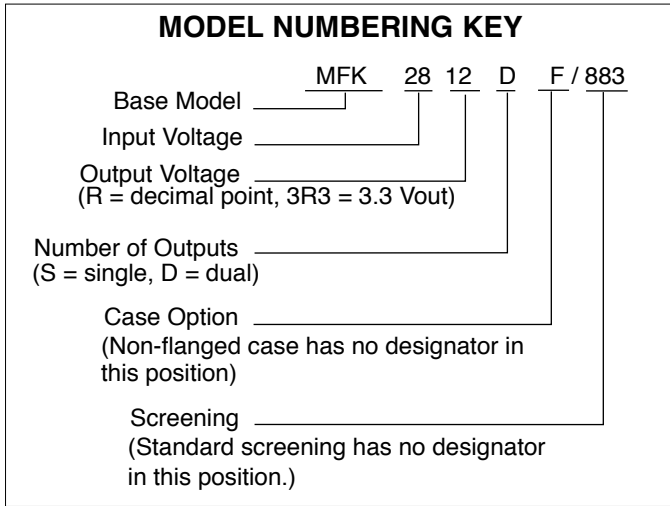 MODEL NUMBERING KEY
MFK 28 12 D F / 883
Base Model
Input Voltage
Output Voltage
(R = decimal point, 3R3 = 3.3 Vout)
Number of Outputs
(S = single, D = dual)
Case Option
(Non-flanged case has no designator in
this position)
Screening
(Standard screening has no designator
in this position.)